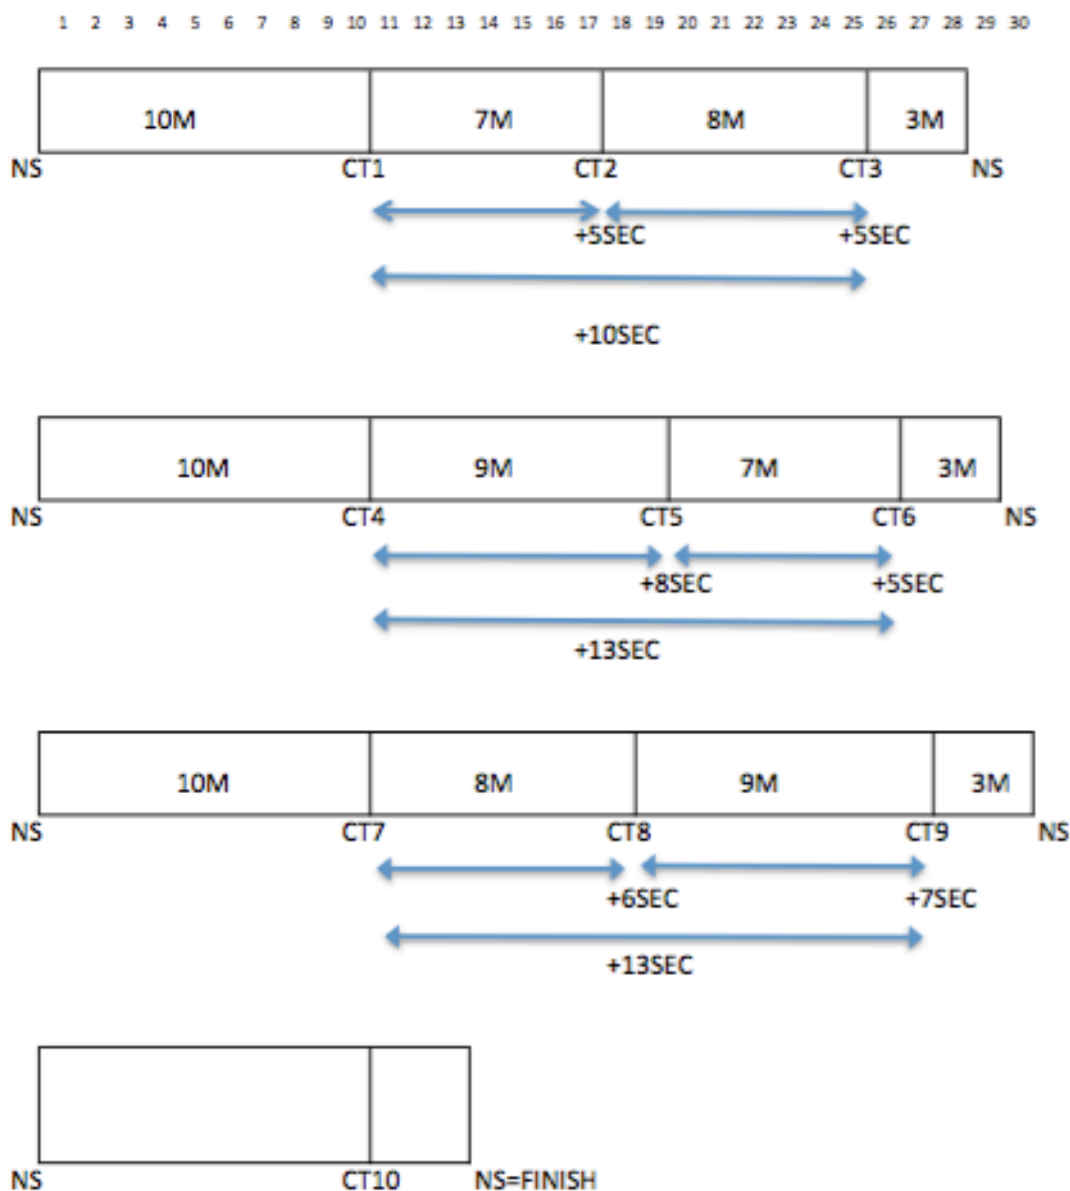 1 2 3 4 5 6 7 8 9 10 11 12 13 14 15 16 17 18 19 20 21 22 23 24 25 26 27 28 29 30
10M 7M 8M 3M
NS CT1 CT2 CT3 NS
+5SEC +5SEC
+10SEC
10M 9M 7M 3M
NS CT4 CT5 CT6 NS
+8SEC +5SEC
+13SEC
10M 8M 9M 3M
NS CT7 CT8 CT9 NS
+6SEC +7SEC
+13SEC
NS CT10 NS=FINISH